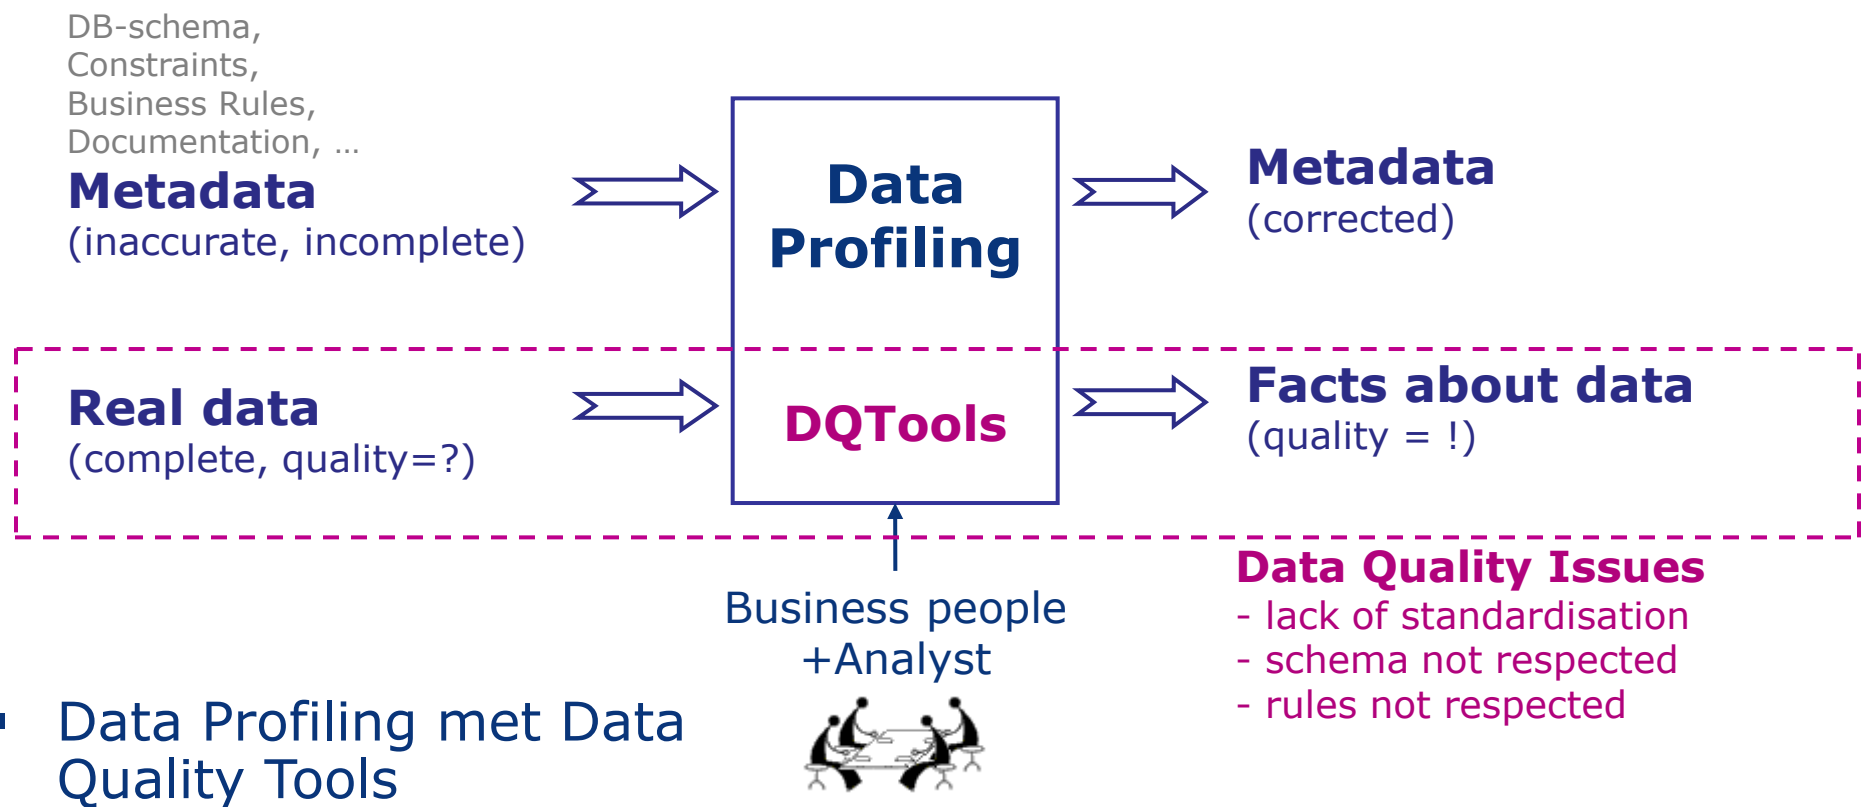 DB-schema,
Constraints,
Business Rules,
Documentation, …
Metadata
(inaccurate, incomplete)
Data
Profiling
Metadata
(corrected)
Real data
(complete, quality=?)
DQTools
Facts about data
(quality = !)
Business people
+Analyst
Data Quality Issues
- lack of standardisation
- schema not respected
- rules not respected
▪ Data Profiling met Data
Quality Tools